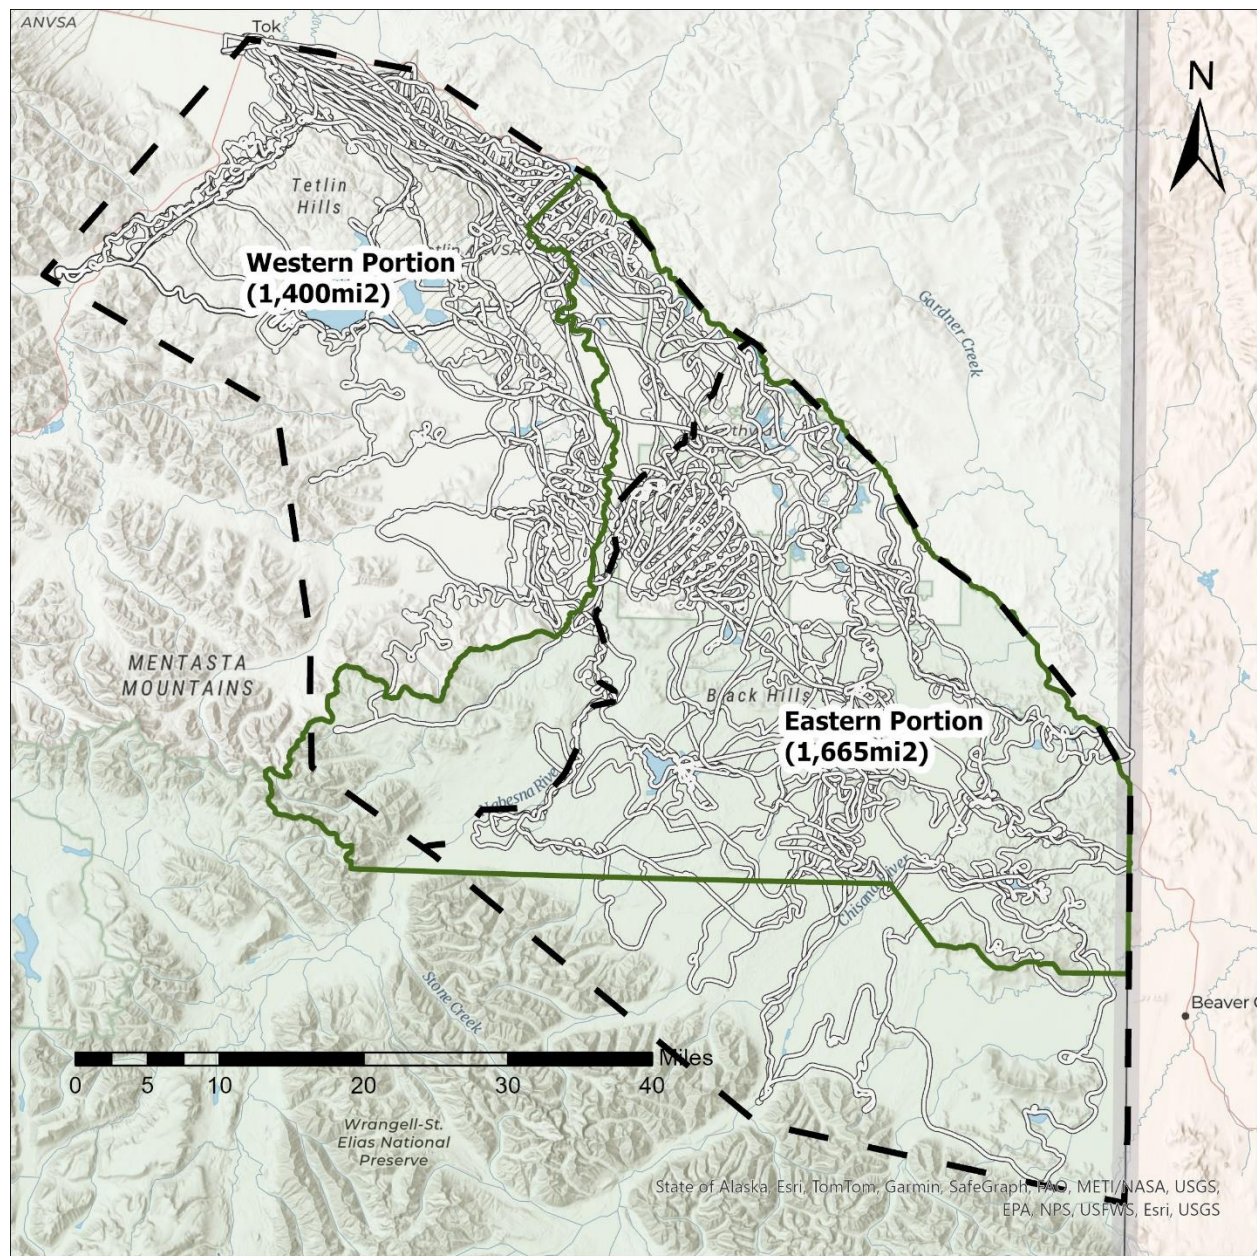 ANVSA
Tok
N
Tetlin
Hills
ANVSA
Western Portion
(1,400mi2)
Gardner Creek
MENTASTA
MOUNTAINS
Black Hills
Eastern Portion
(1,665mi2)
Nabesna River
Chisana River
Stone Creek
Beaver C
Miles
0 5 10 20 30 40
Wrangell-St.
Elias National
Preserve
State of Alaska, Esri, TomTom, Garmin, SafeGraph, FAO, METI/NASA, USGS,
EPA, NPS, USFWS, Esri, USGS